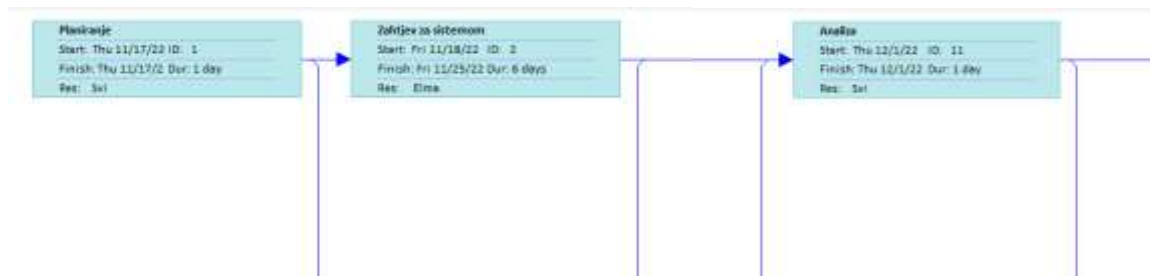 Planiranje
Start: Thu 11/17/22 ID: 1
Finish: Thu 11/17/2 Dur: 1 day
Res: Svi
Zahtjev za sistemom
Start: Fri 11/18/22 ID: 2
Finish: Fri 11/25/22 Dur: 6 days
Res: Elma
Analiza
Start: Thu 12/1/22 ID: 11
Finish: Thu 12/1/22 Dur: 1 day
Res: Svi